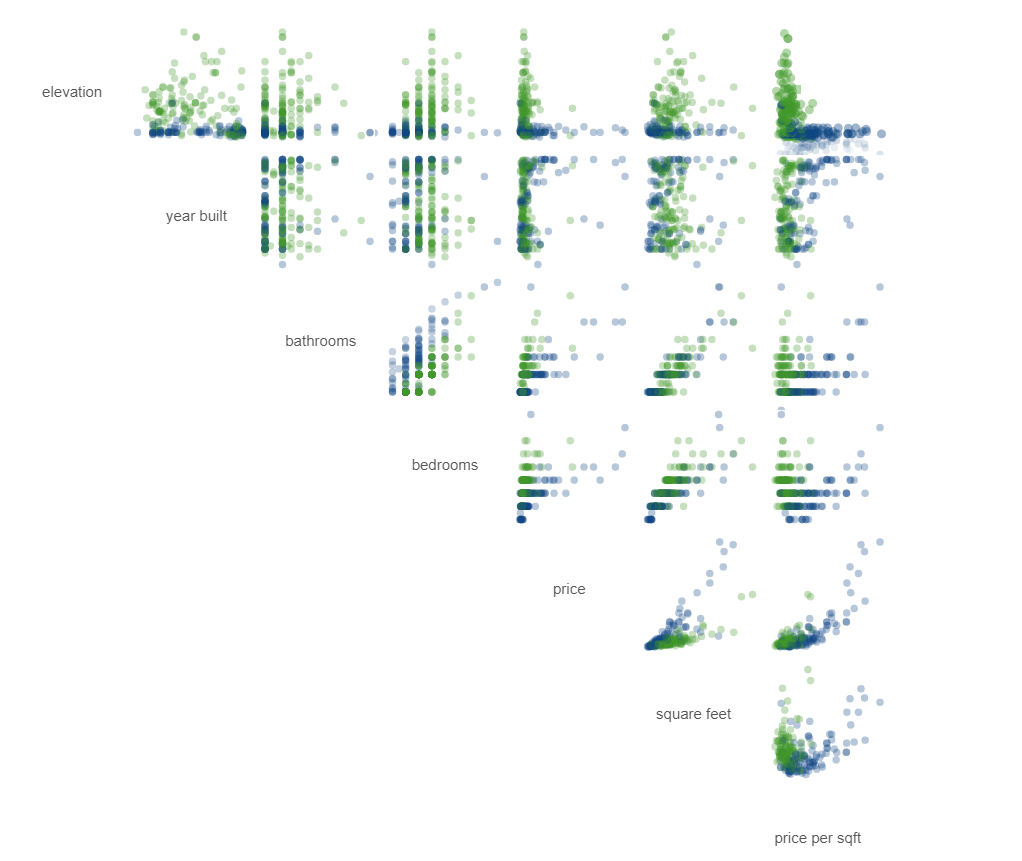 elevation
year built
bathrooms
bedrooms
price
square feet
price per sqft